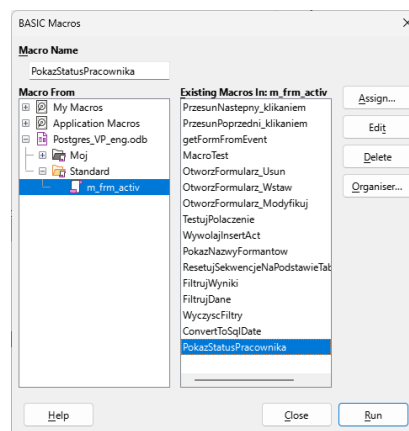 BASIC Macros
Macro Name
PokazStatusPracownika
Macro From
My Macros
Application Macros
Postgres_VP_eng.odb
Moj
Standard
m_frm_activ
Existing Macros In: m_frm_activ
PrzesunNastepny_klikaniem
PrzesunPoprzedni_klikaniem
getFormFromEvent
MacroTest
OtworzFormularz_Usun
OtworzFormularz_Wstaw
OtworzFormularz_Modyfikuj
TestujPolaczenie
WywolajInsertAct
PokazNazwyFormantow
ResetujSekwencjeNaPodstawieTab
FiltrujWyniki
FiltrujDane
WyczyscFiltry
ConvertToSqlDate
PokazStatusPracownika
Assign...
Edit
Delete
Organiser...
Help
Close
Run